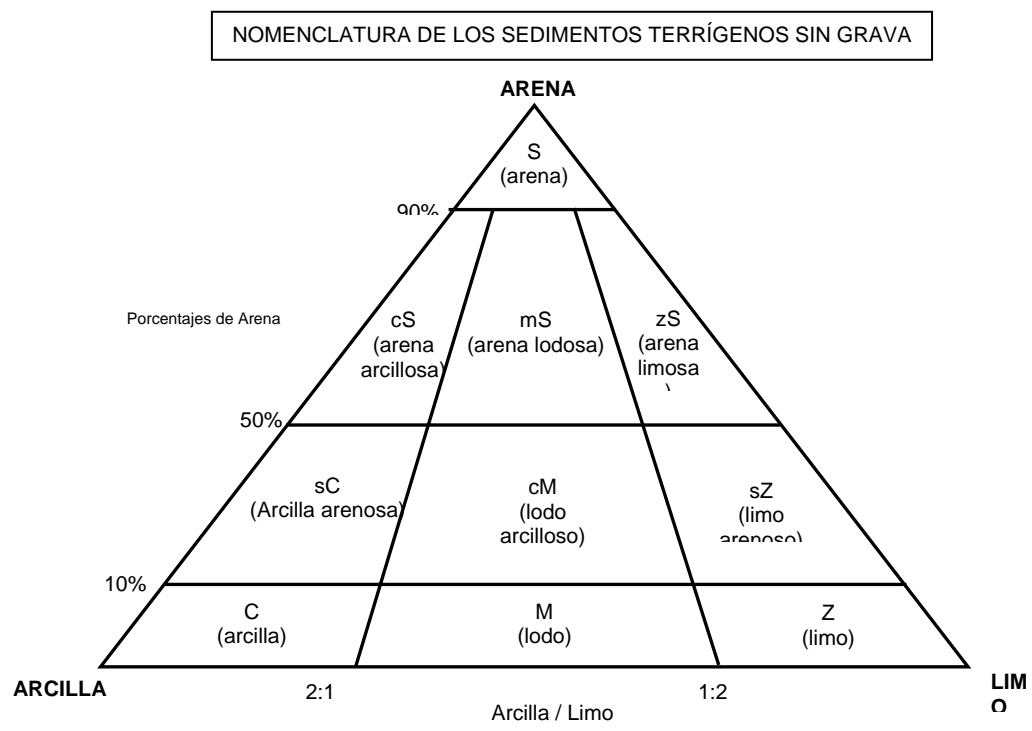 NOMENCLATURA DE LOS SEDIMENTOS TERRÍGENOS SIN GRAVA
ARENA
S
(arena)
90%
Porcentajes de Arena
cS
(arena
arcillosa)
mS
(arena lodosa)
zS
(arena
limosa
)
50%
sC
(Arcilla arenosa)
cM
(lodo
arcilloso)
sZ
(limo
arenoso)
10%
C
(arcilla)
M
(lodo)
Z
(limo)
ARCILLA
2:1
1:2
LIM
O
Arcilla / Limo